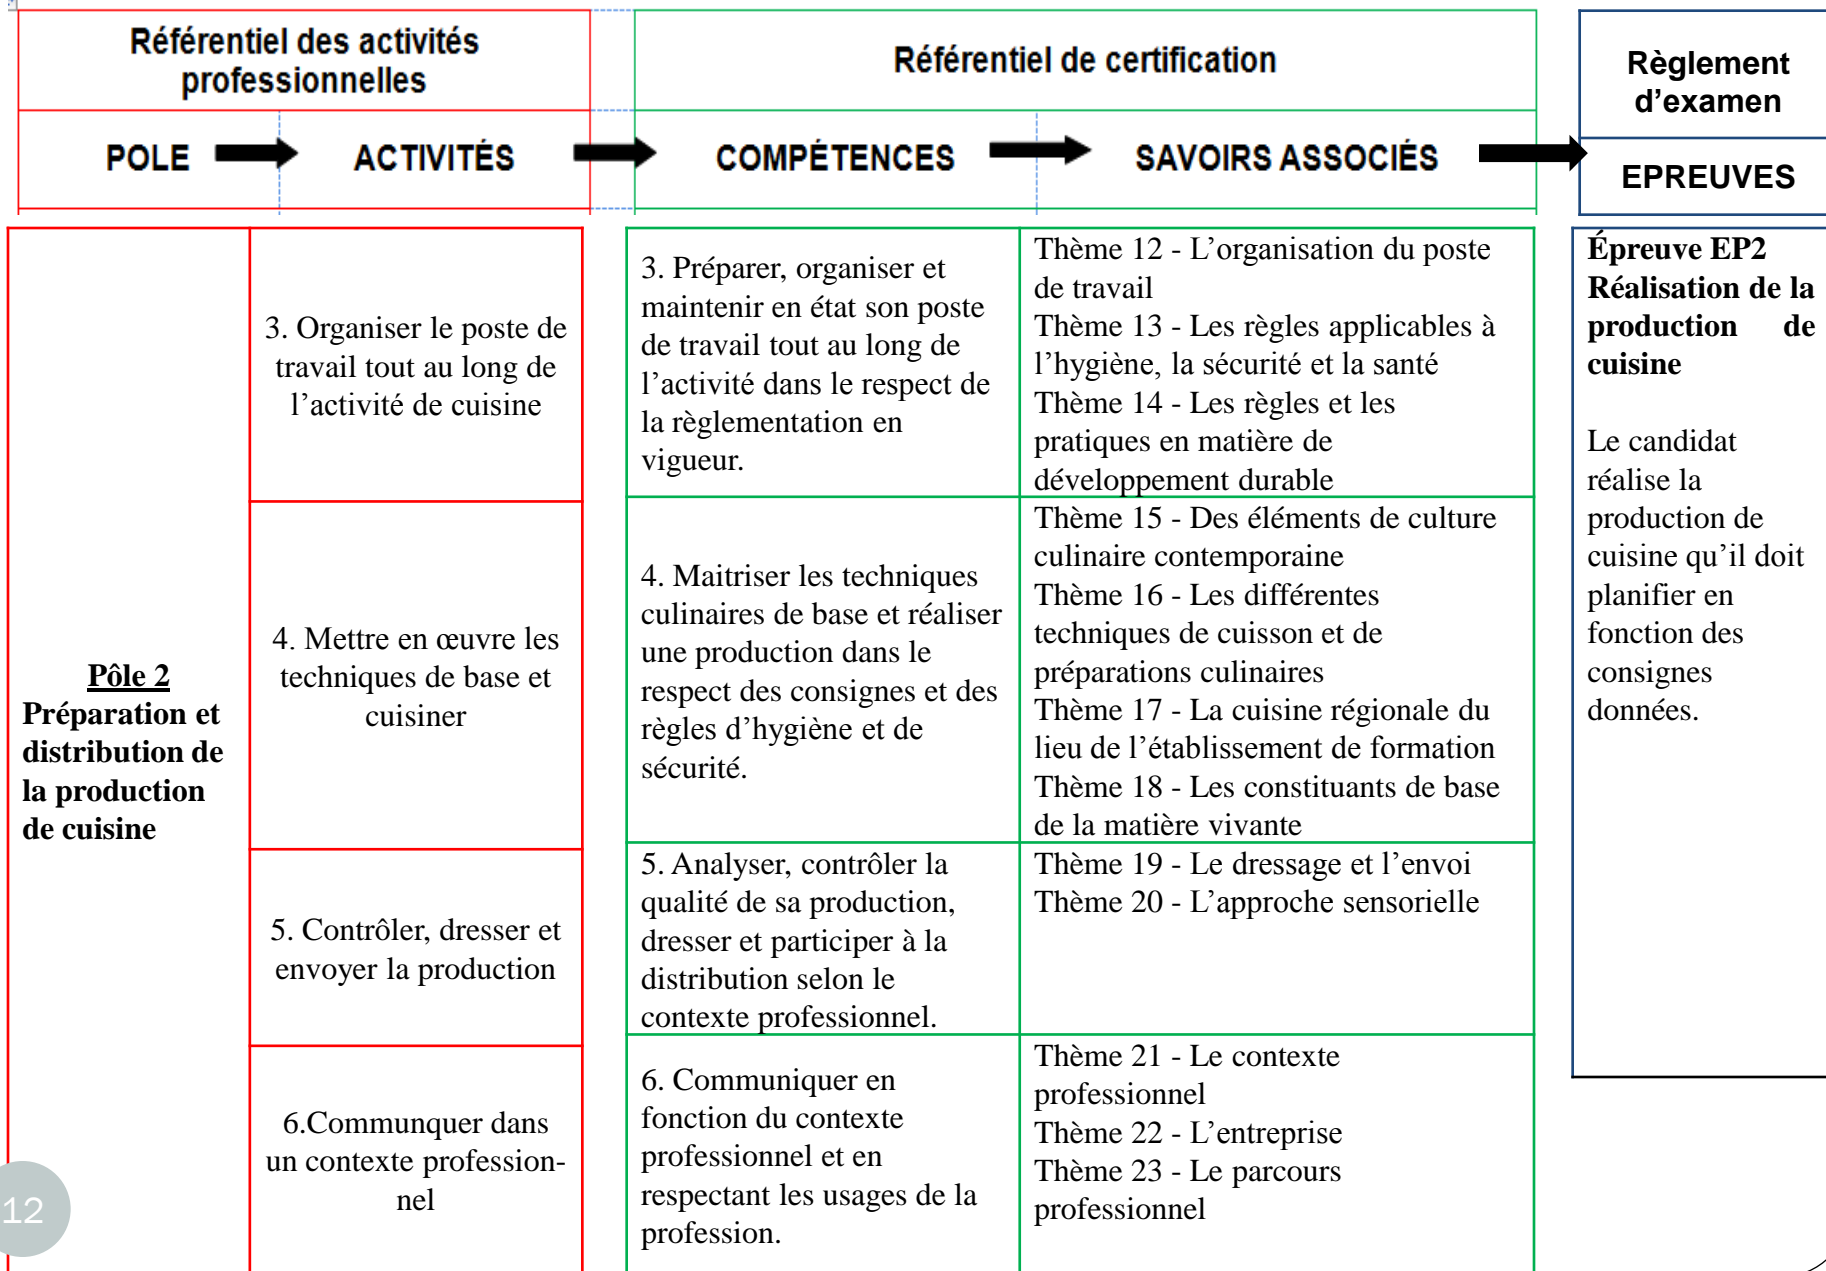 Référentiel des activités
professionnelles
Référentiel de certification
Règlement
d’examen
POLE
ACTIVITÉS
COMPÉTENCES
SAVOIRS ASSOCIÉS
EPREUVES
Pôle 2
Préparation et
distribution de
la production
de cuisine
3. Organiser le poste de
travail tout au long de
l’activité de cuisine
3. Préparer, organiser et
maintenir en état son poste
de travail tout au long de
l’activité dans le respect de
la règlementation en
vigueur.
Thème 12 - L’organisation du poste
de travail
Thème 13 - Les règles applicables à
l’hygiène, la sécurité et la santé
Thème 14 - Les règles et les
pratiques en matière de
développement durable
4. Mettre en œuvre les
techniques de base et
cuisiner
4. Maitriser les techniques
culinaires de base et réaliser
une production dans le
respect des consignes et des
règles d’hygiène et de
sécurité.
Thème 15 - Des éléments de culture
culinaire contemporaine
Thème 16 - Les différentes
techniques de cuisson et de
préparations culinaires
Thème 17 - La cuisine régionale du
lieu de l’établissement de formation
Thème 18 - Les constituants de base
de la matière vivante
5. Contrôler, dresser et
envoyer la production
5. Analyser, contrôler la
qualité de sa production,
dresser et participer à la
distribution selon le
contexte professionnel.
Thème 19 - Le dressage et l’envoi
Thème 20 - L’approche sensorielle
6.Communquer dans
un contexte profession-
nel
6. Communiquer en
fonction du contexte
professionnel et en
respectant les usages de la
profession.
Thème 21 - Le contexte
professionnel
Thème 22 - L’entreprise
Thème 23 - Le parcours
professionnel
Épreuve EP2
Réalisation de la
production de
cuisine
Le candidat
réalise la
production de
cuisine qu’il doit
planifier en
fonction des
consignes
données.
12